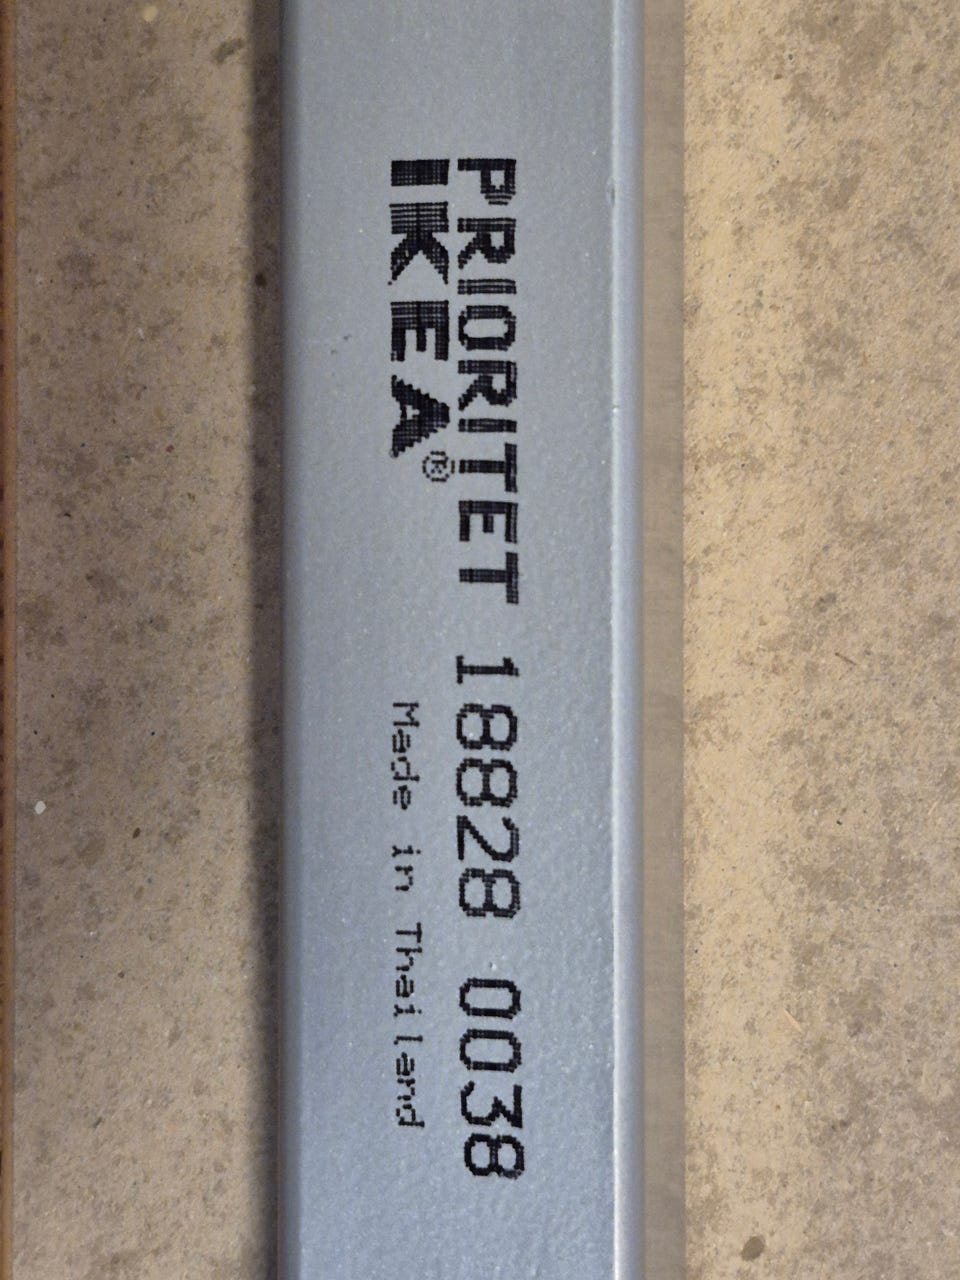 PRIORITET 18828 0038
IKEA® Made in Thailand